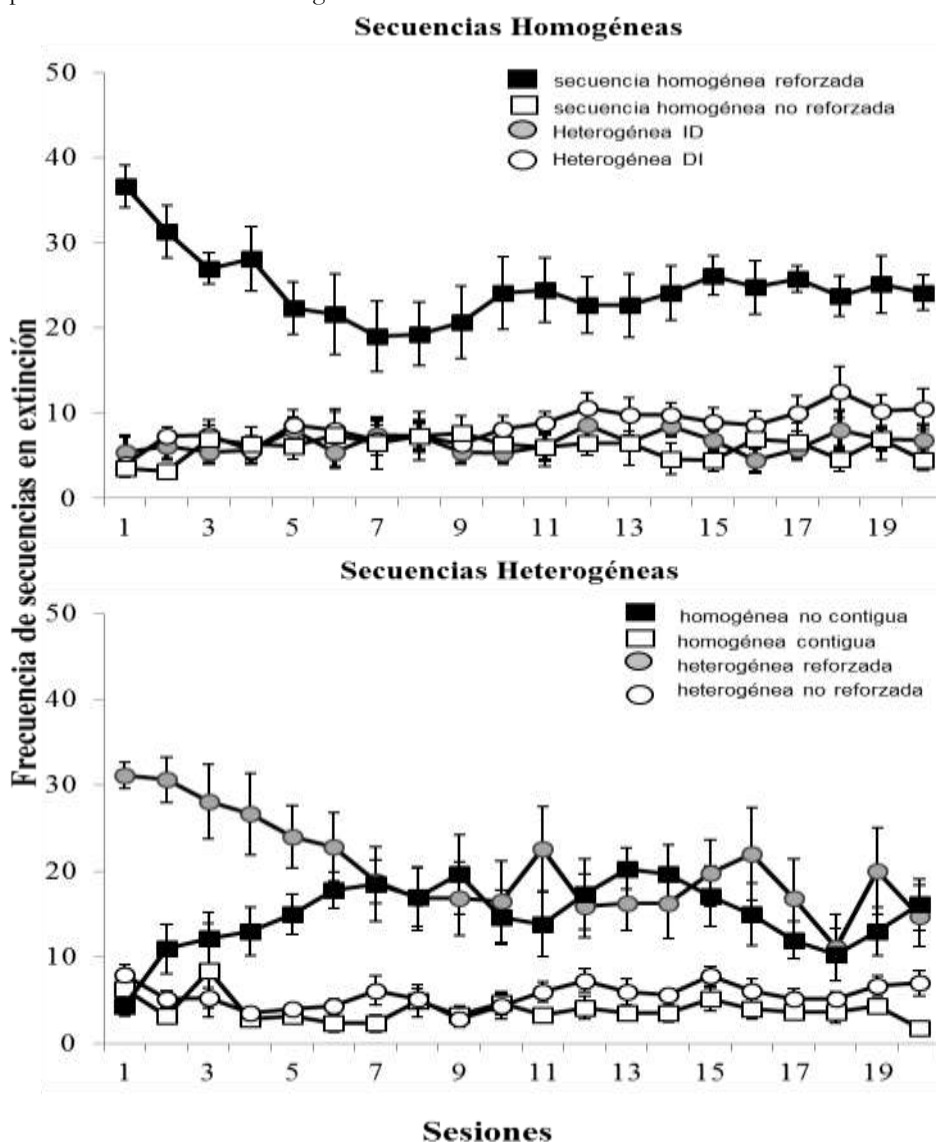 Secuencias Homogéneas
50
40
30
20
10
0
secuencia homogénea reforzada
secuencia homogénea no reforzada
Heterogénea ID
Heterogénea DI
1 3 5 7 9 11 13 15 17 19
Frecuencia de secuencias en extinción
Secuencias Heterogéneas
50
40
30
20
10
0
homogénea no contigua
homogénea contigua
heterogénea reforzada
heterogénea no reforzada
1 3 5 7 9 11 13 15 17 19
Sesiones